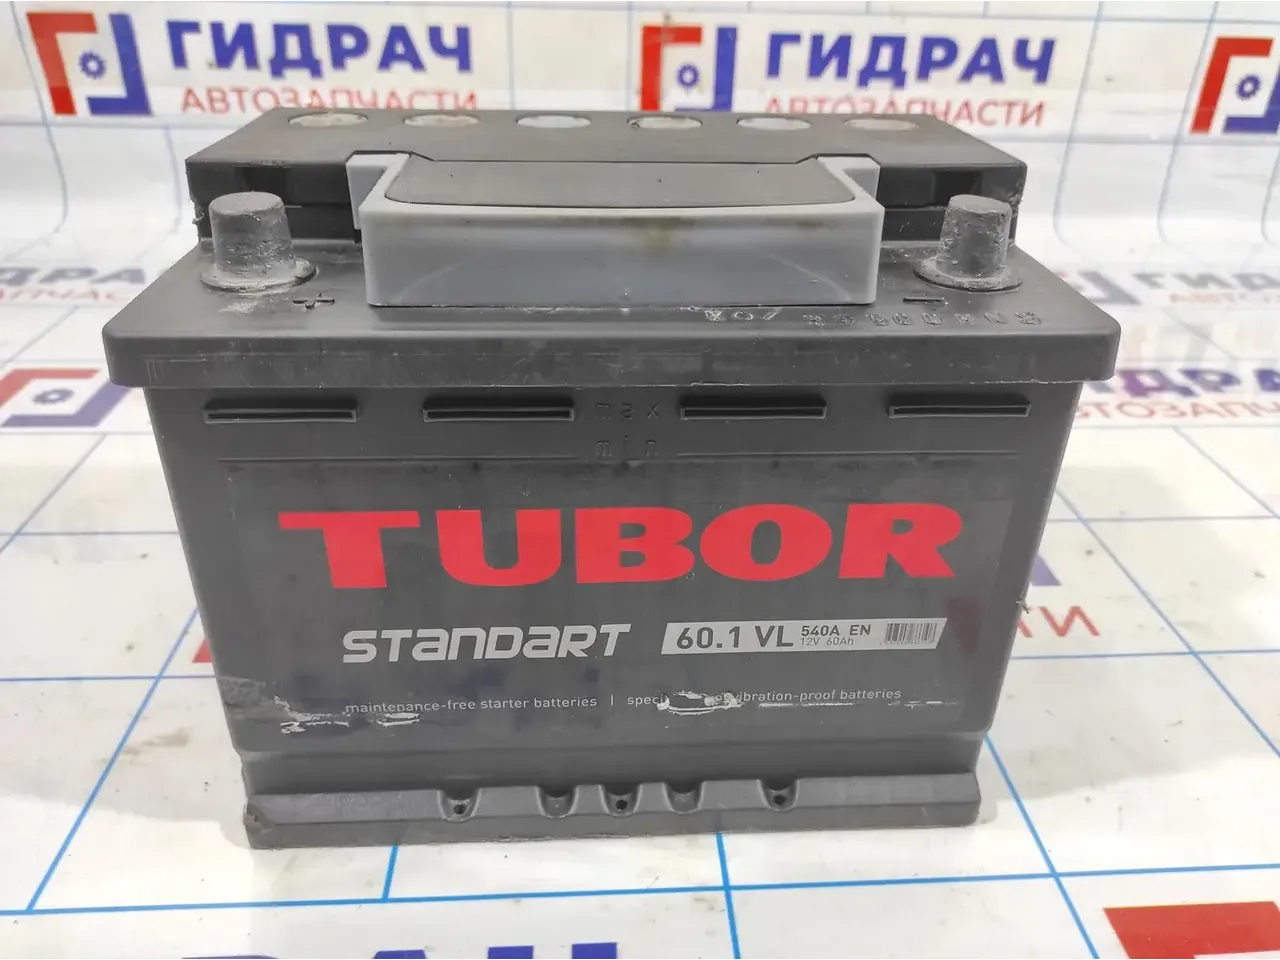 ГИДРАЧ
АВТОЗАПЧАСТИ
ГИДРАЧ
АВТОЗАПЧАСТИ
+
−
max
min
TUBOR
STANDART
60.1 VL 540A EN
12V 60Ah
maintenance-free starter batteries | vibration-proof batteries